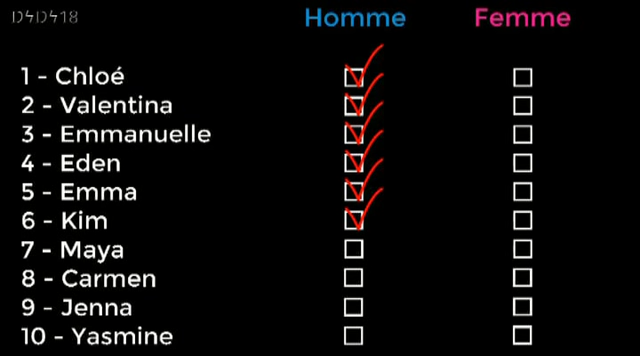 D4D418
Homme Femme
1 - Chloé
2 - Valentina
3 - Emmanuelle
4 - Eden
5 - Emma
6 - Kim
7 - Maya
8 - Carmen
9 - Jenna
10 - Yasmine